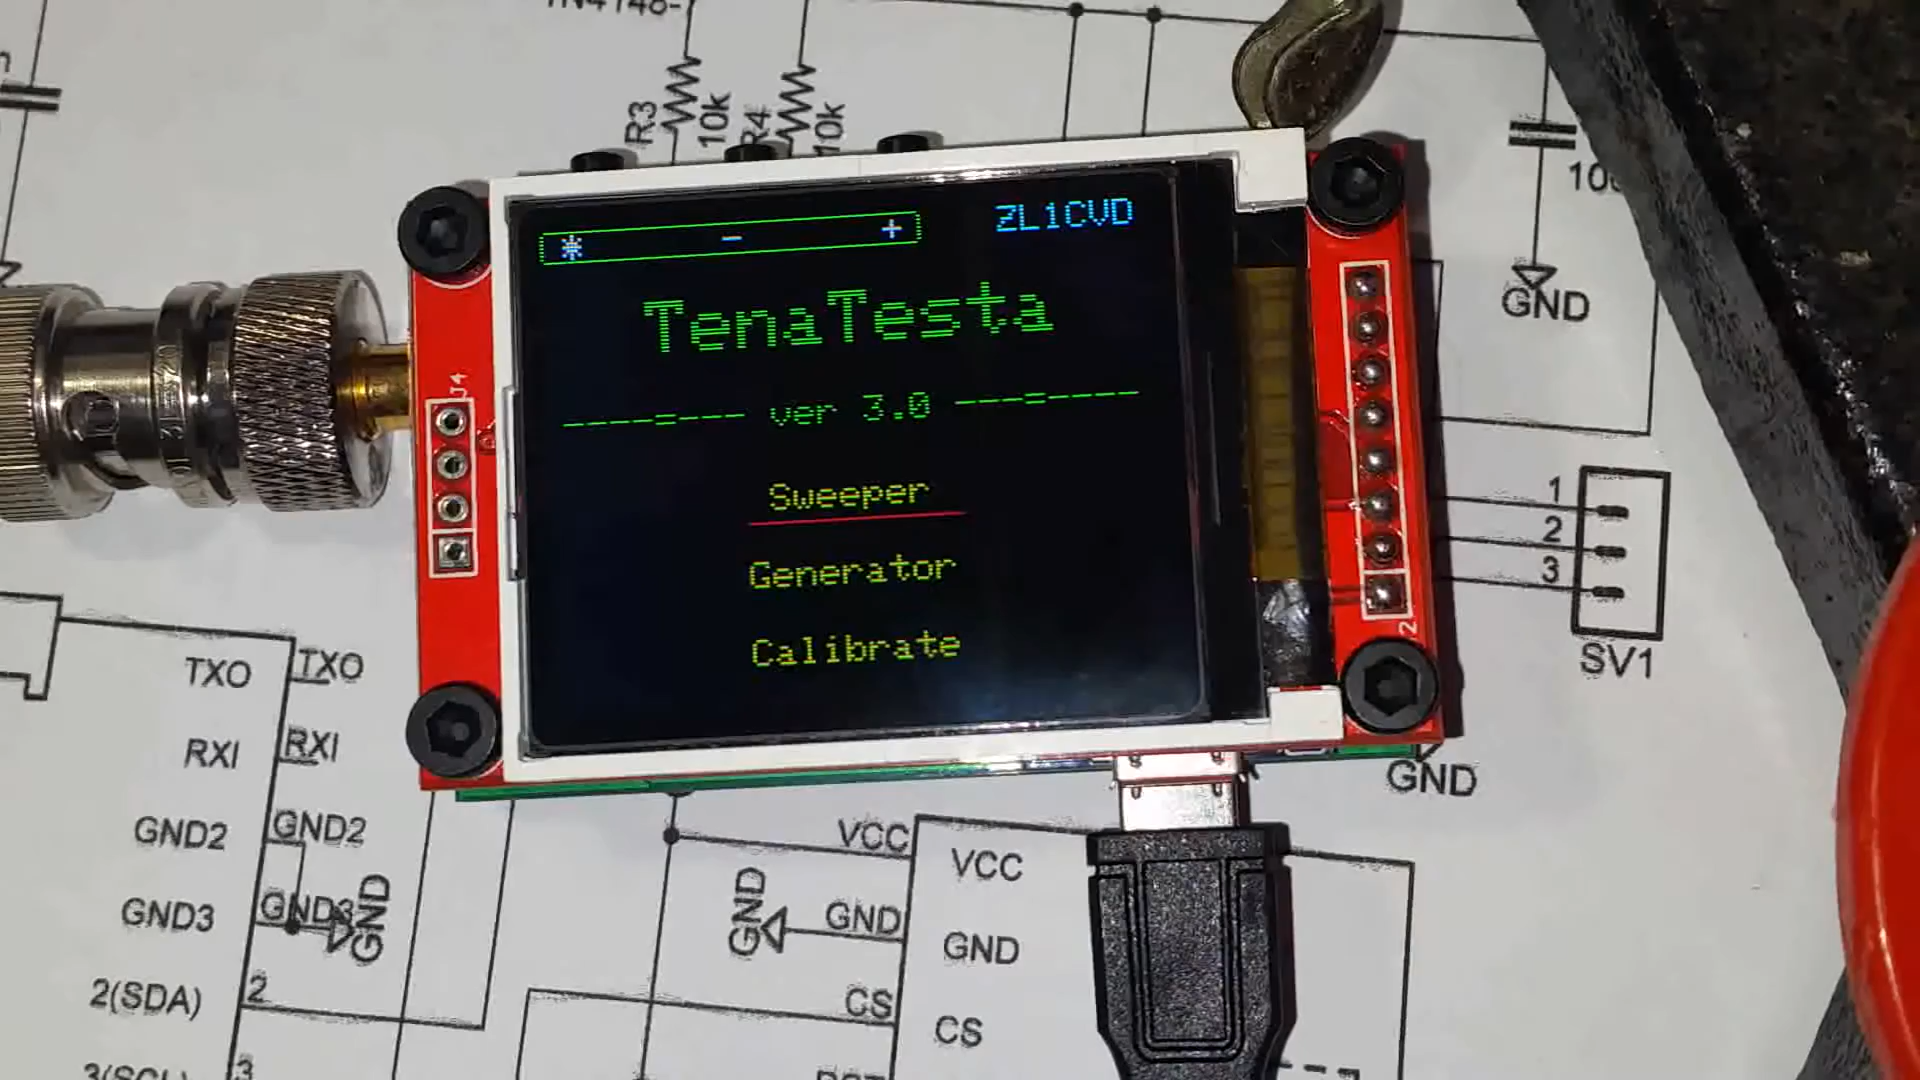 R3
10k
R4
10k
* - +
ZL1CVD
TenaTesta
----=--- ver 3.0 ---=----
Sweeper
Generator
Calibrate
J4
GND
1
2
3
SV1
GND
TXO
TXO
RXI
RXI
GND2
GND2
GND3
GND3
GND
2(SDA)
2
3
VCC
VCC
GND
GND
GND
CS
CS